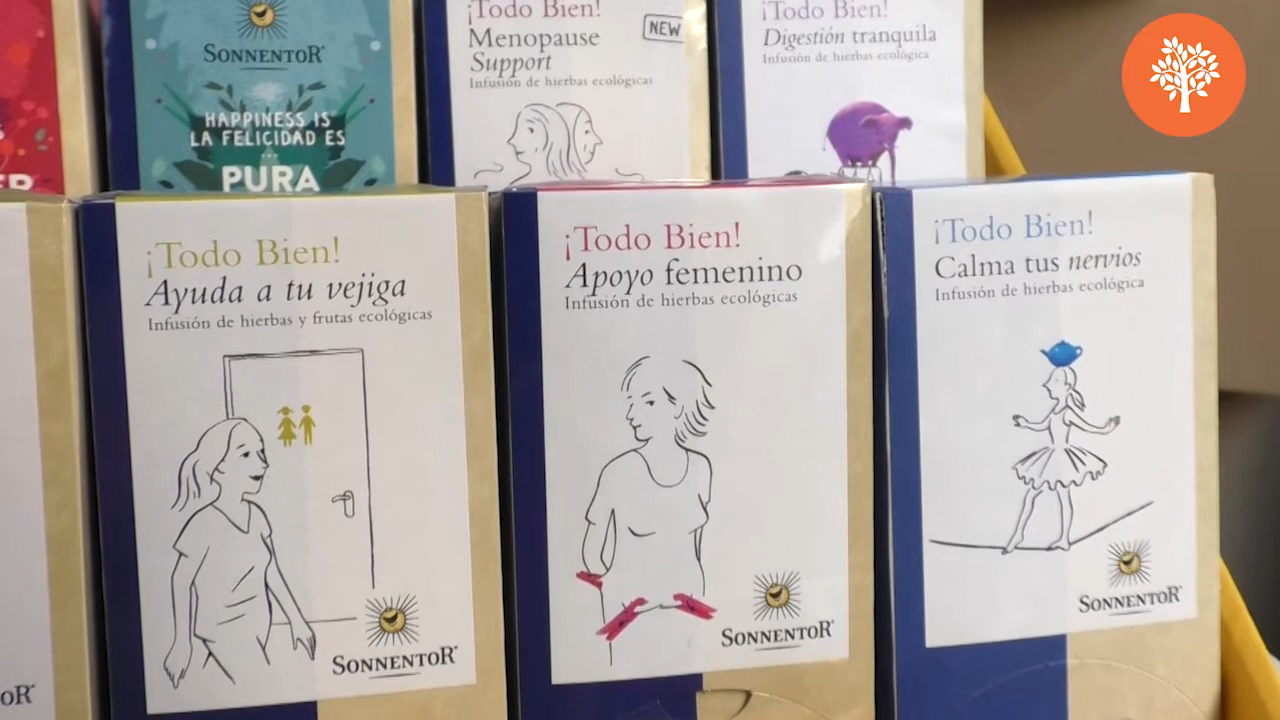 SONNENTOR
HAPPINESS IS
LA FELICIDAD ES
...
PURA
¡Todo Bien!
Menopause
Support
Infusión de hierbas ecológicas
NEW
¡Todo Bien!
Digestión tranquila
Infusión de hierbas ecológica
¡Todo Bien!
Ayuda a tu vejiga
Infusión de hierbas y frutas ecológicas
SONNENTOR
¡Todo Bien!
Apoyo femenino
Infusión de hierbas ecológicas
SONNENTOR
¡Todo Bien!
Calma tus nervios
Infusión de hierbas ecológica
SONNENTOR